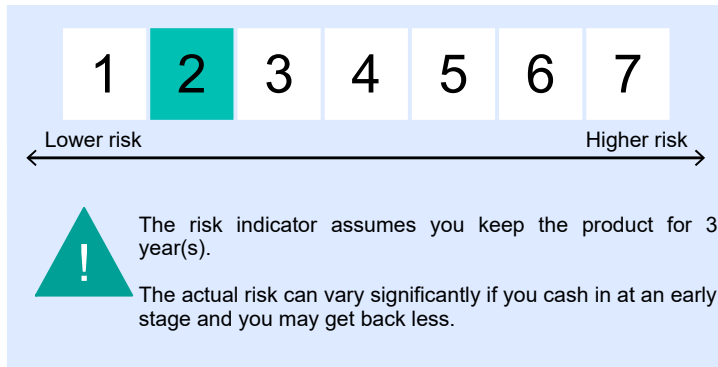 1 2 3 4 5 6 7
Lower risk Higher risk
! The risk indicator assumes you keep the product for 3
year(s).
The actual risk can vary significantly if you cash in at an early
stage and you may get back less.